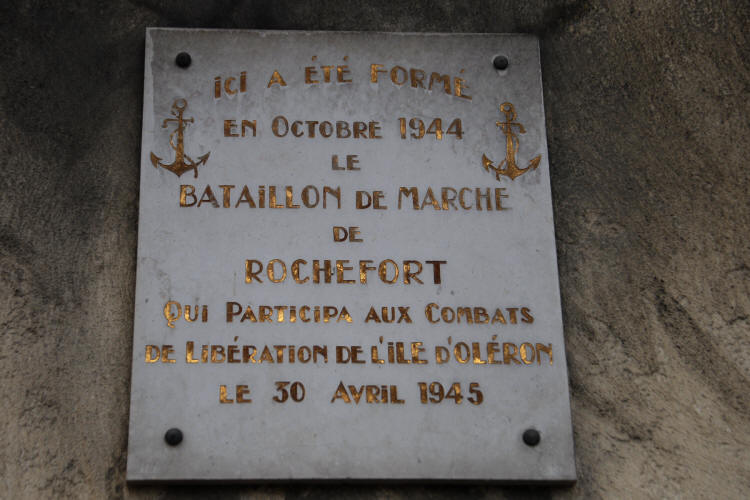 iCi A ÉTÉ FORMÉ
EN OCTOBRE 1944
LE
BATAiLLON DE MARCHE
DE
ROCHEFORT
QUI PARTICIPA AUX COMBATS
DE LIBÉRATION DE L'ILE D'OLÉRON
LE 30 AVRIL 1945